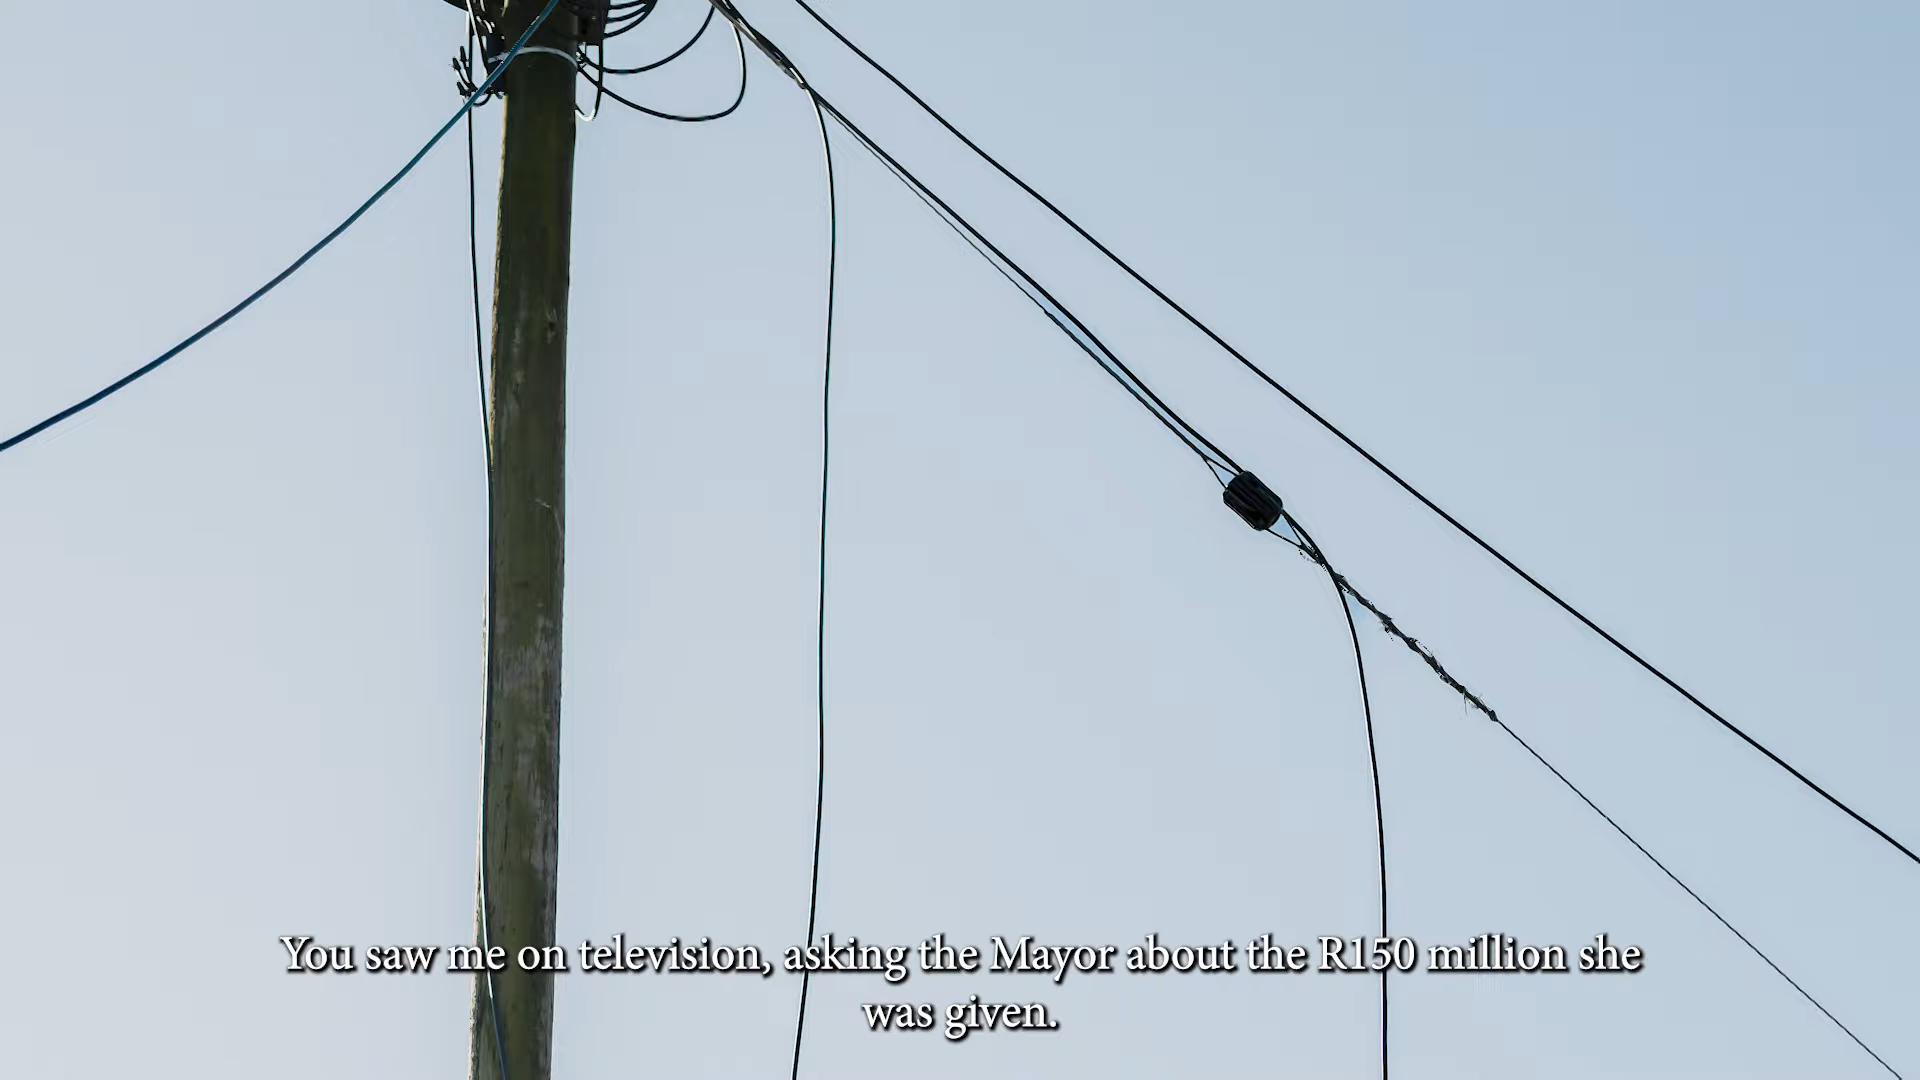 You saw me on television, asking the Mayor about the R150 million she
was given.